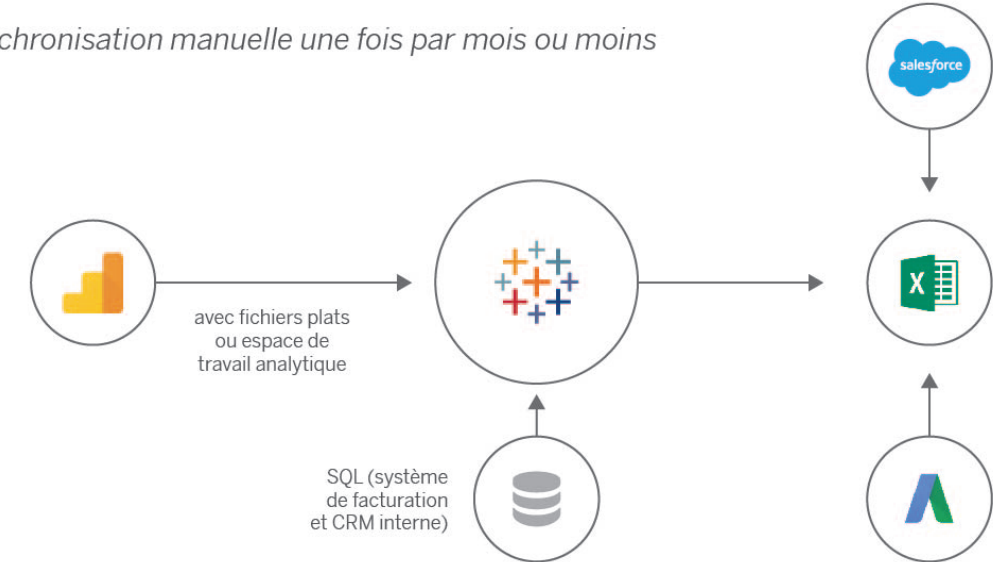 chronisation manuelle une fois par mois ou moins
salesforce
avec fichiers plats
ou espace de
travail analytique
X
SQL (système
de facturation
et CRM interne)